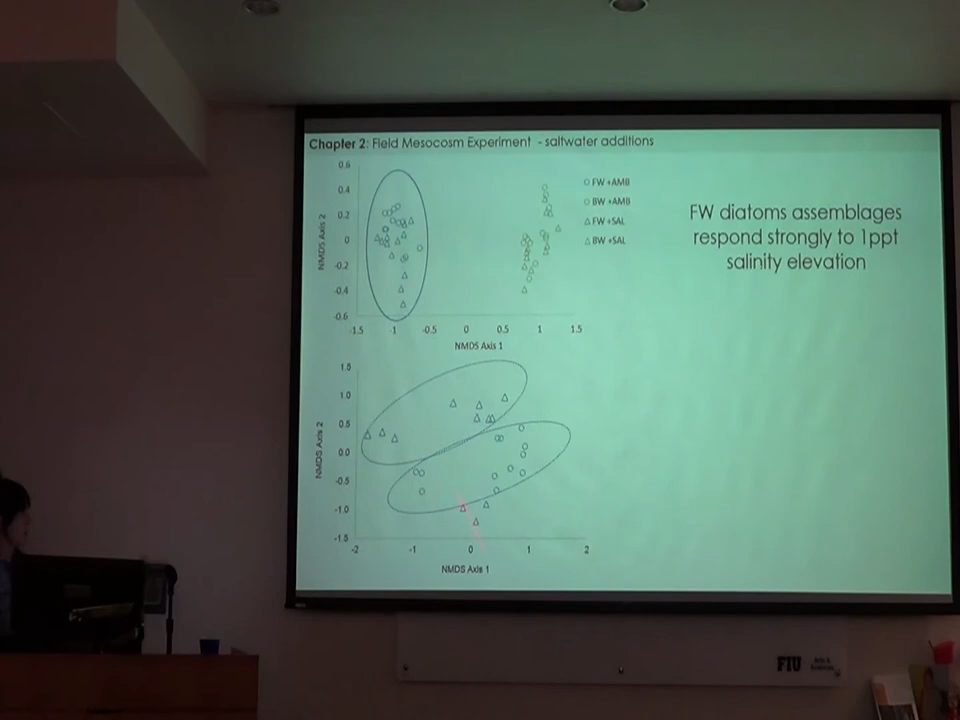 Chapter 2: Field Mesocosm Experiment - saltwater additions
0.6
0.4
0.2
0
-0.2
-0.4
-0.6
NMDS Axis 2
-1.5 -1 -0.5 0 0.5 1 1.5
NMDS Axis 1
FW +AMB
BW +AMB
FW +SAL
BW +SAL
FW diatoms assemblages
respond strongly to 1ppt
salinity elevation
1.5
1.0
0.5
0.0
-0.5
-1.0
-1.5
NMDS Axis 2
-2 -1 0 1 2
NMDS Axis 1
FIU
Arts &